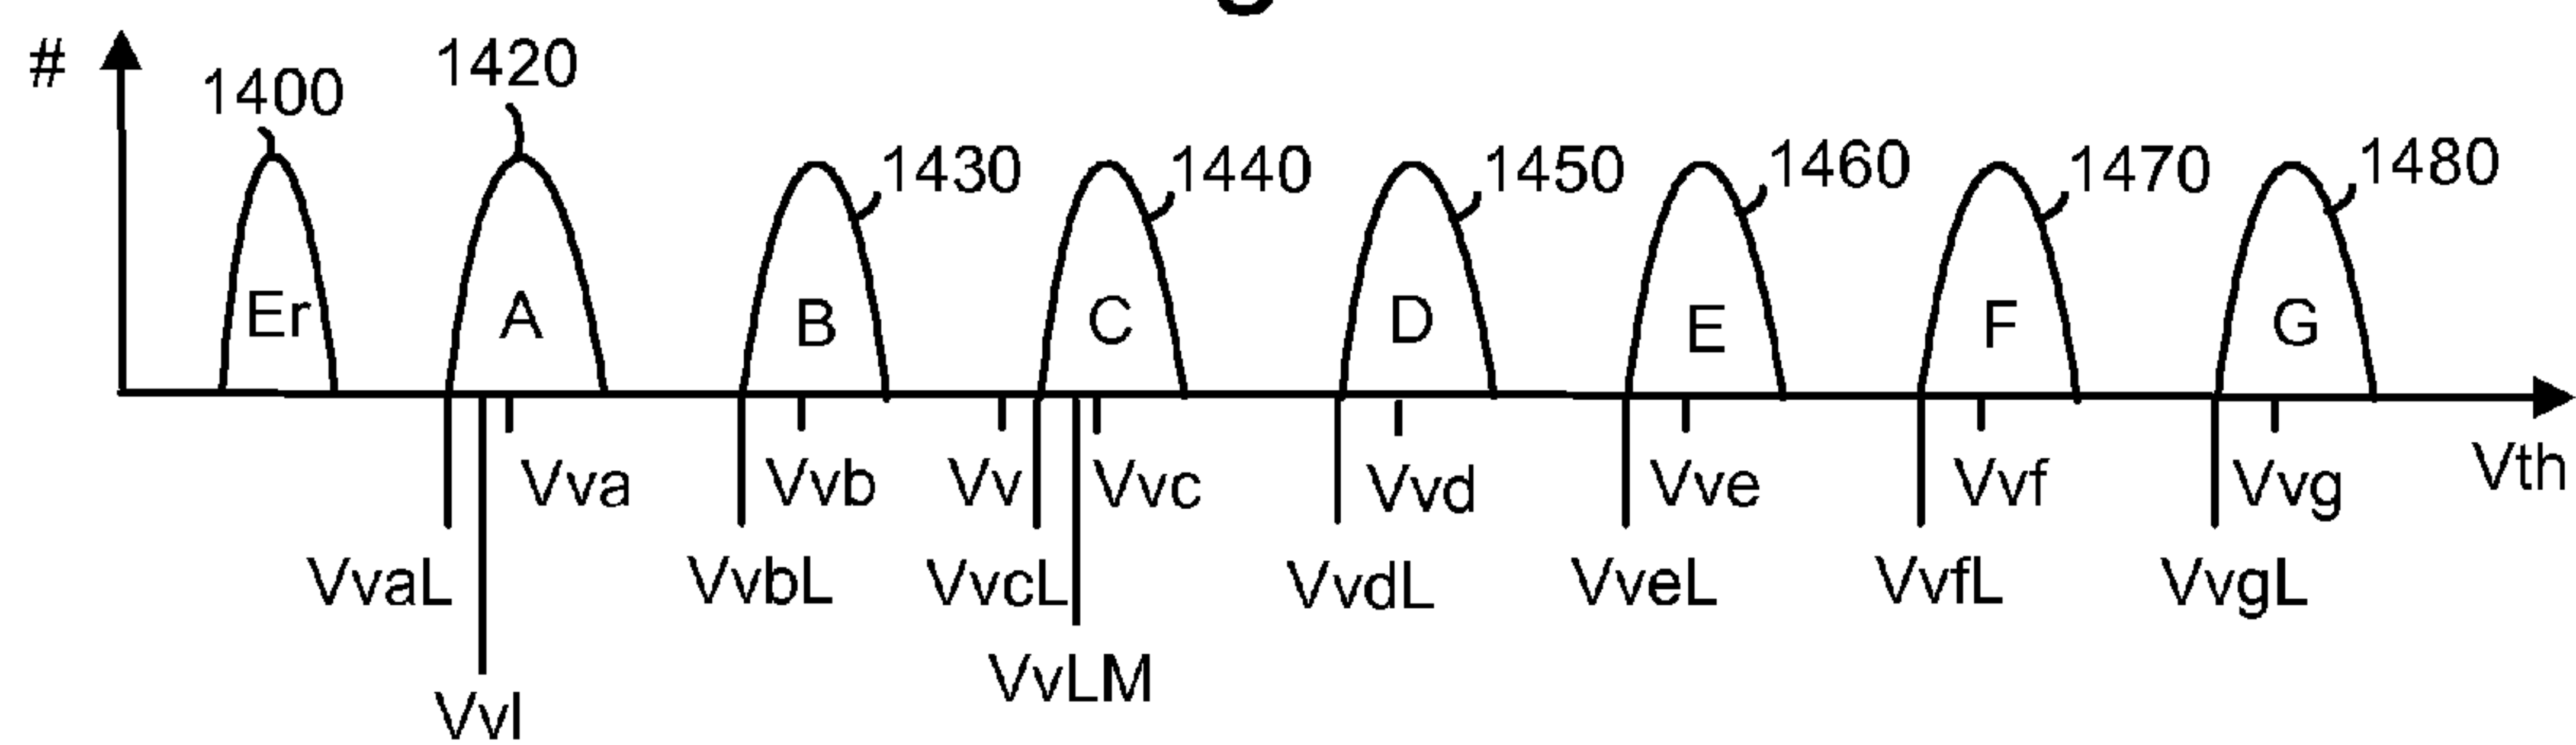 #
1400 1420 1430 1440 1450 1460 1470 1480
Er A B C D E F G
Vva Vvb Vv Vvc Vvd Vve Vvf Vvg Vth
VvaL VvbL VvcL VvdL VveL VvfL VvgL
Vvl VvLM